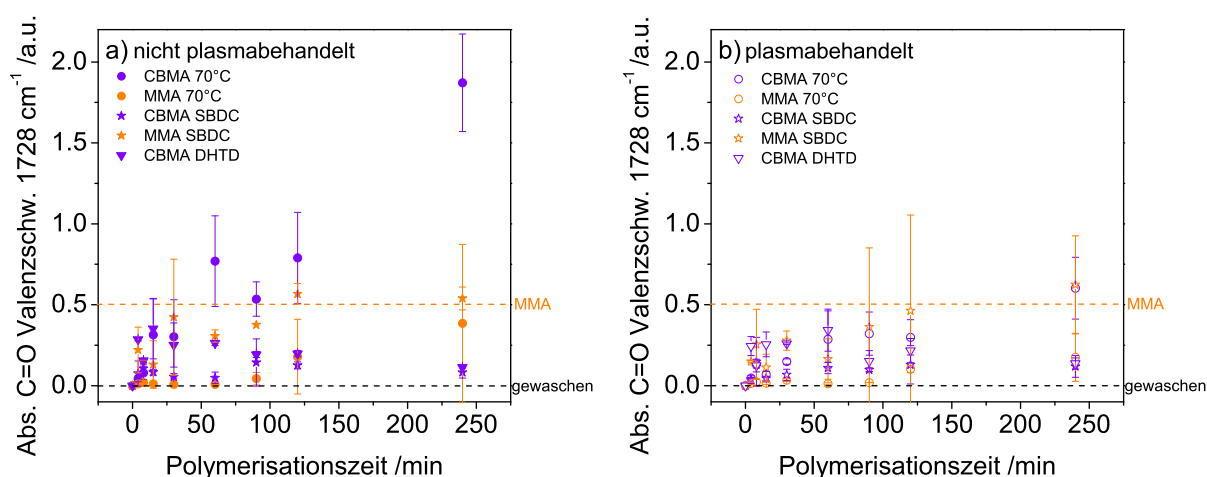 a) nicht plasmabehandelt
CBMA 70°C
MMA 70°C
CBMA SBDC
MMA SBDC
CBMA DHTD
Abs. C=O Valenzschw. 1728 cm⁻¹ /a.u.
2.0
1.5
1.0
0.5
0.0
MMA
gewaschen
0 50 100 150 200 250
Polymerisationszeit /min
b) plasmabehandelt
CBMA 70°C
MMA 70°C
CBMA SBDC
MMA SBDC
CBMA DHTD
Abs. C=O Valenzschw. 1728 cm⁻¹ /a.u.
2.0
1.5
1.0
0.5
0.0
MMA
gewaschen
0 50 100 150 200 250
Polymerisationszeit /min